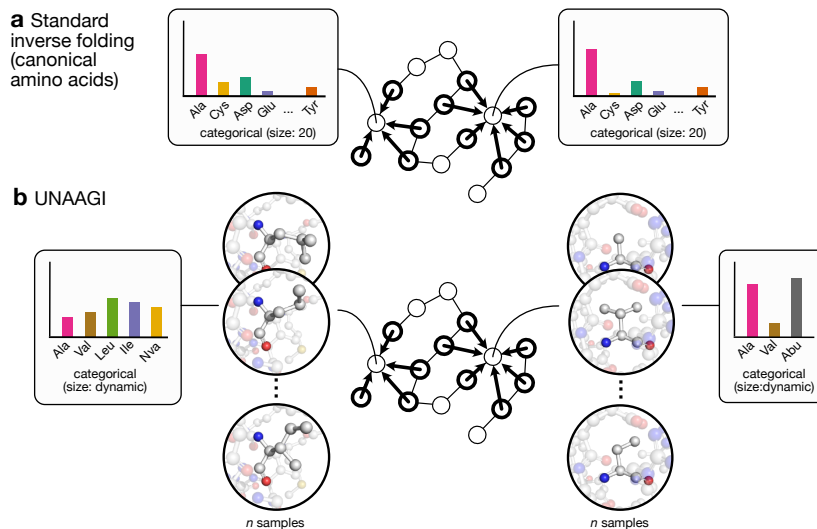 a Standard
inverse folding
(canonical
amino acids)
Ala Cys Asp Glu ... Tyr
categorical (size: 20)
Ala Cys Asp Glu ... Tyr
categorical (size: 20)
b UNAAGI
Ala Val Leu Ile Nva
categorical
(size: dynamic)
n samples
Ala Val Abu
categorical
(size:dynamic)
n samples